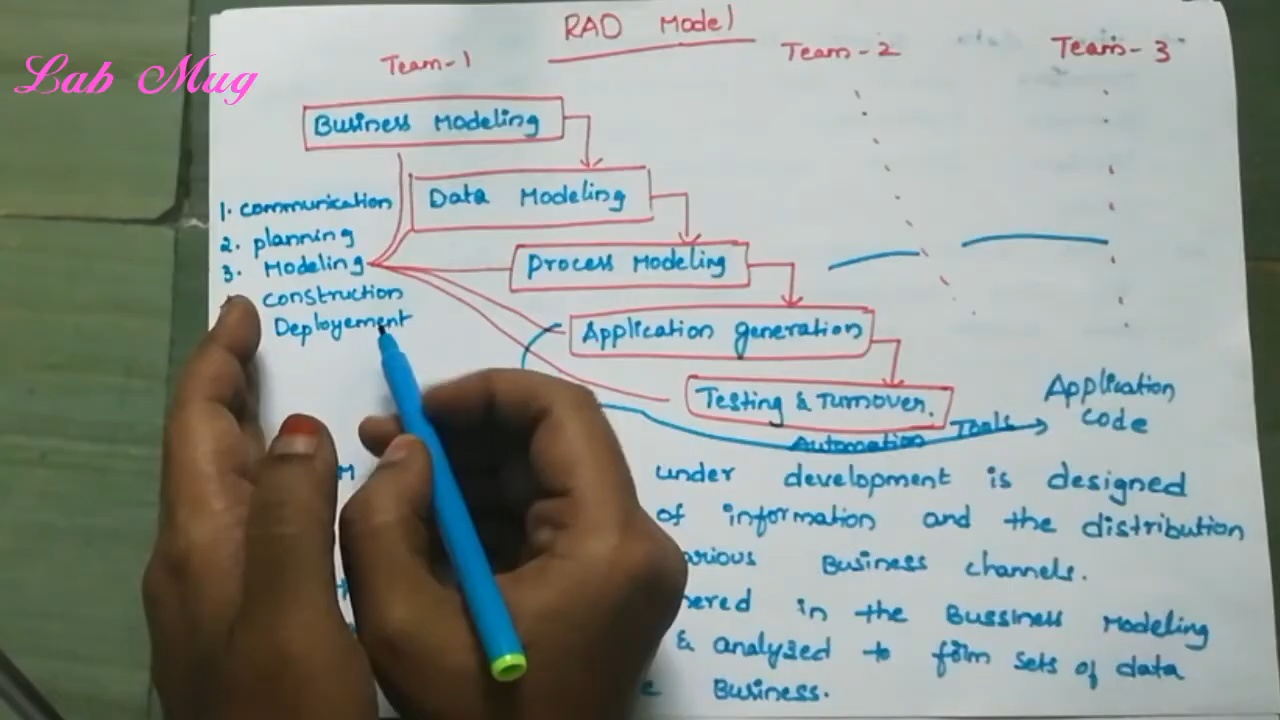 RAD Model
Lab Mug
Team-1
Team-2
Team-3
Business Modeling
Data Modeling
1. communication
2. planning
3. Modeling
construction
Deployement
process Modeling
Application generation
Testing & Turnover.
Application
code
Automation Tools
under development is designed
of information and the distribution
Business channels.
in the Bussiness Modeling
& analyzed to form sets of data
Business.